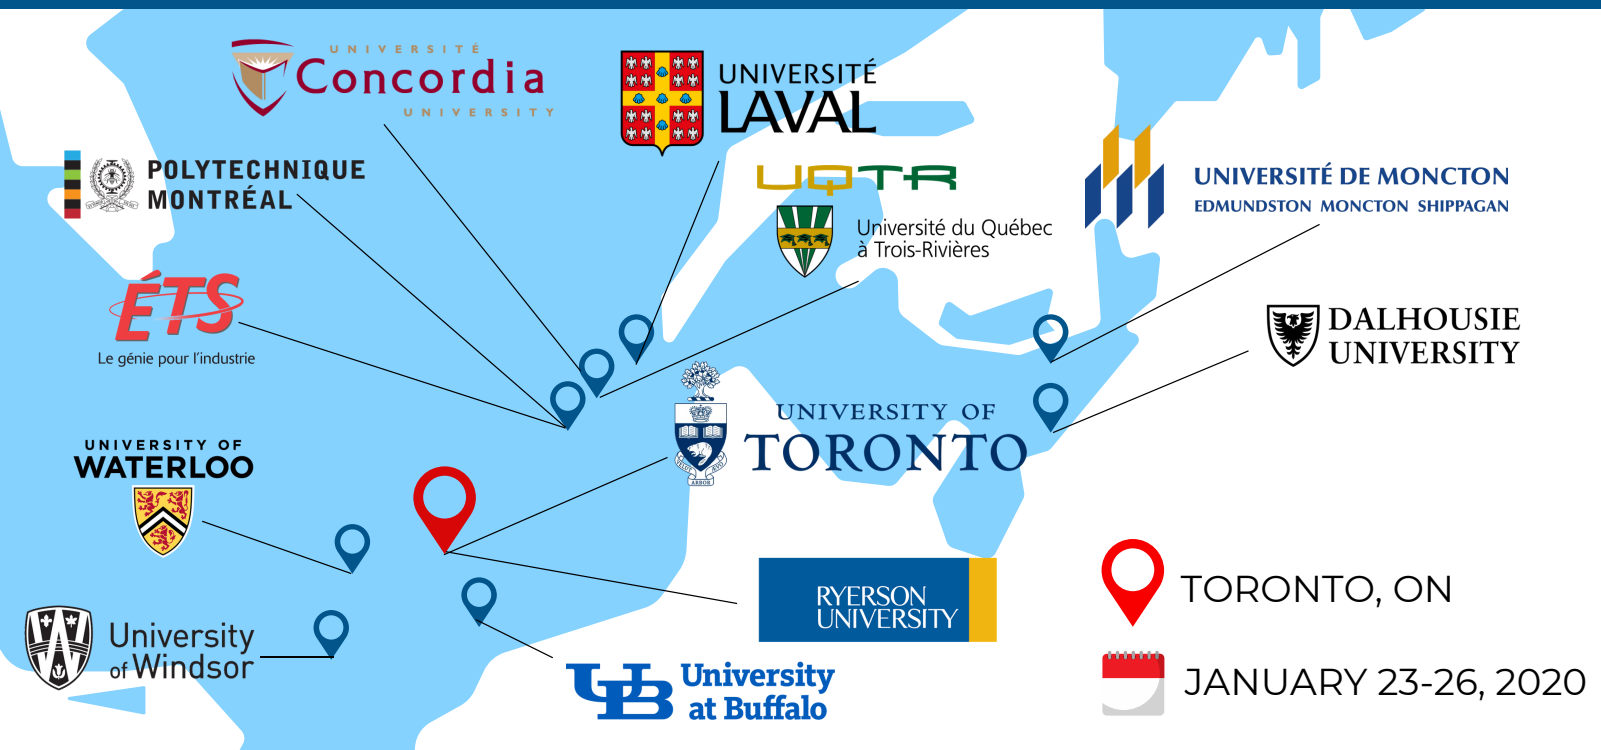 UNIVERSITÉ
Concordia
UNIVERSITY
UNIVERSITÉ
LAVAL
POLYTECHNIQUE
MONTRÉAL
UQTR
Université du Québec
à Trois-Rivières
UNIVERSITÉ DE MONCTON
EDMUNDSTON MONCTON SHIPPAGAN
ÉTS
Le génie pour l'industrie
DALHOUSIE
UNIVERSITY
UNIVERSITY OF
TORONTO
UNIVERSITY OF
WATERLOO
RYERSON
UNIVERSITY
TORONTO, ON
University
of Windsor
UB
University
at Buffalo
JANUARY 23-26, 2020